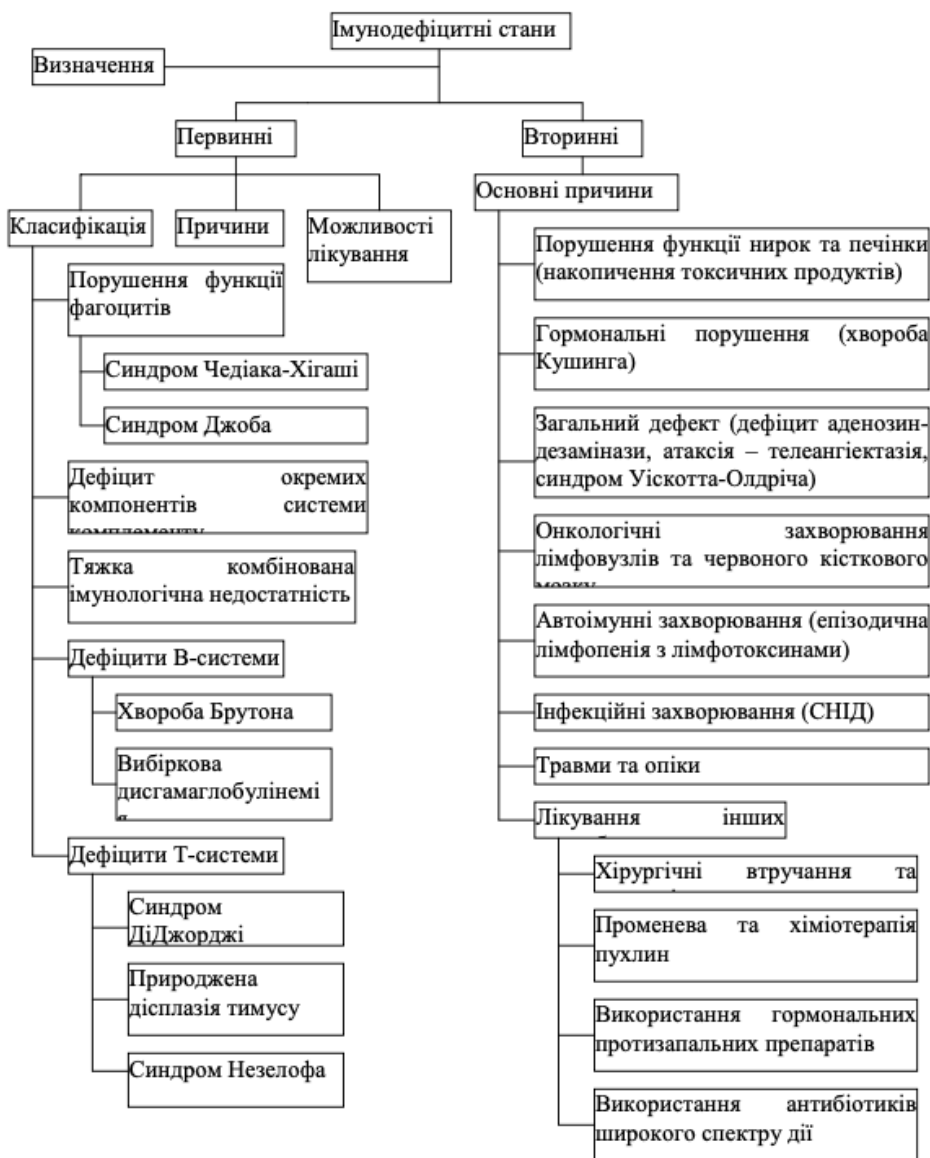 Імунодефіцитні стани
Визначення
Первинні
Вторинні
Класифікація
Причини
Можливості
лікування
Порушення функції
фагоцитів
Синдром Чедіака-Хігаші
Синдром Джоба
Дефіцит окремих
компонентів системи
комплементу
Тяжка комбінована
імунологічна недостатність
Дефіцити В-системи
Хвороба Брутона
Вибіркова
дисгамаглобулінемі
Дефіцити Т-системи
Синдром
ДіДжорджі
Природжена
дісплазія тимусу
Синдром Незелофа
Основні причини
Порушення функції нирок та печінки
(накопичення токсичних продуктів)
Гормональні порушення (хвороба
Кушинга)
Загальний дефект (дефіцит аденозин-
дезамінази, атаксія – телеангіектазія,
синдром Уіскотта-Олдріча)
Онкологічні захворювання
лімфовузлів та червоного кісткового
мозку
Автоімунні захворювання (епізодична
лімфопенія з лімфотоксинами)
Інфекційні захворювання (СНІД)
Травми та опіки
Лікування інших
Хірургічні втручання та
Променева та хіміотерапія
пухлин
Використання гормональних
протизапальних препаратів
Використання антибіотиків
широкого спектру дії